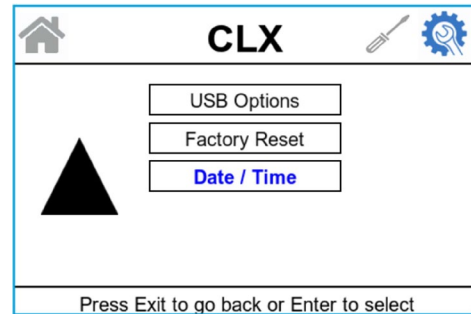 CLX
USB Options
Factory Reset
Date / Time
Press Exit to go back or Enter to select